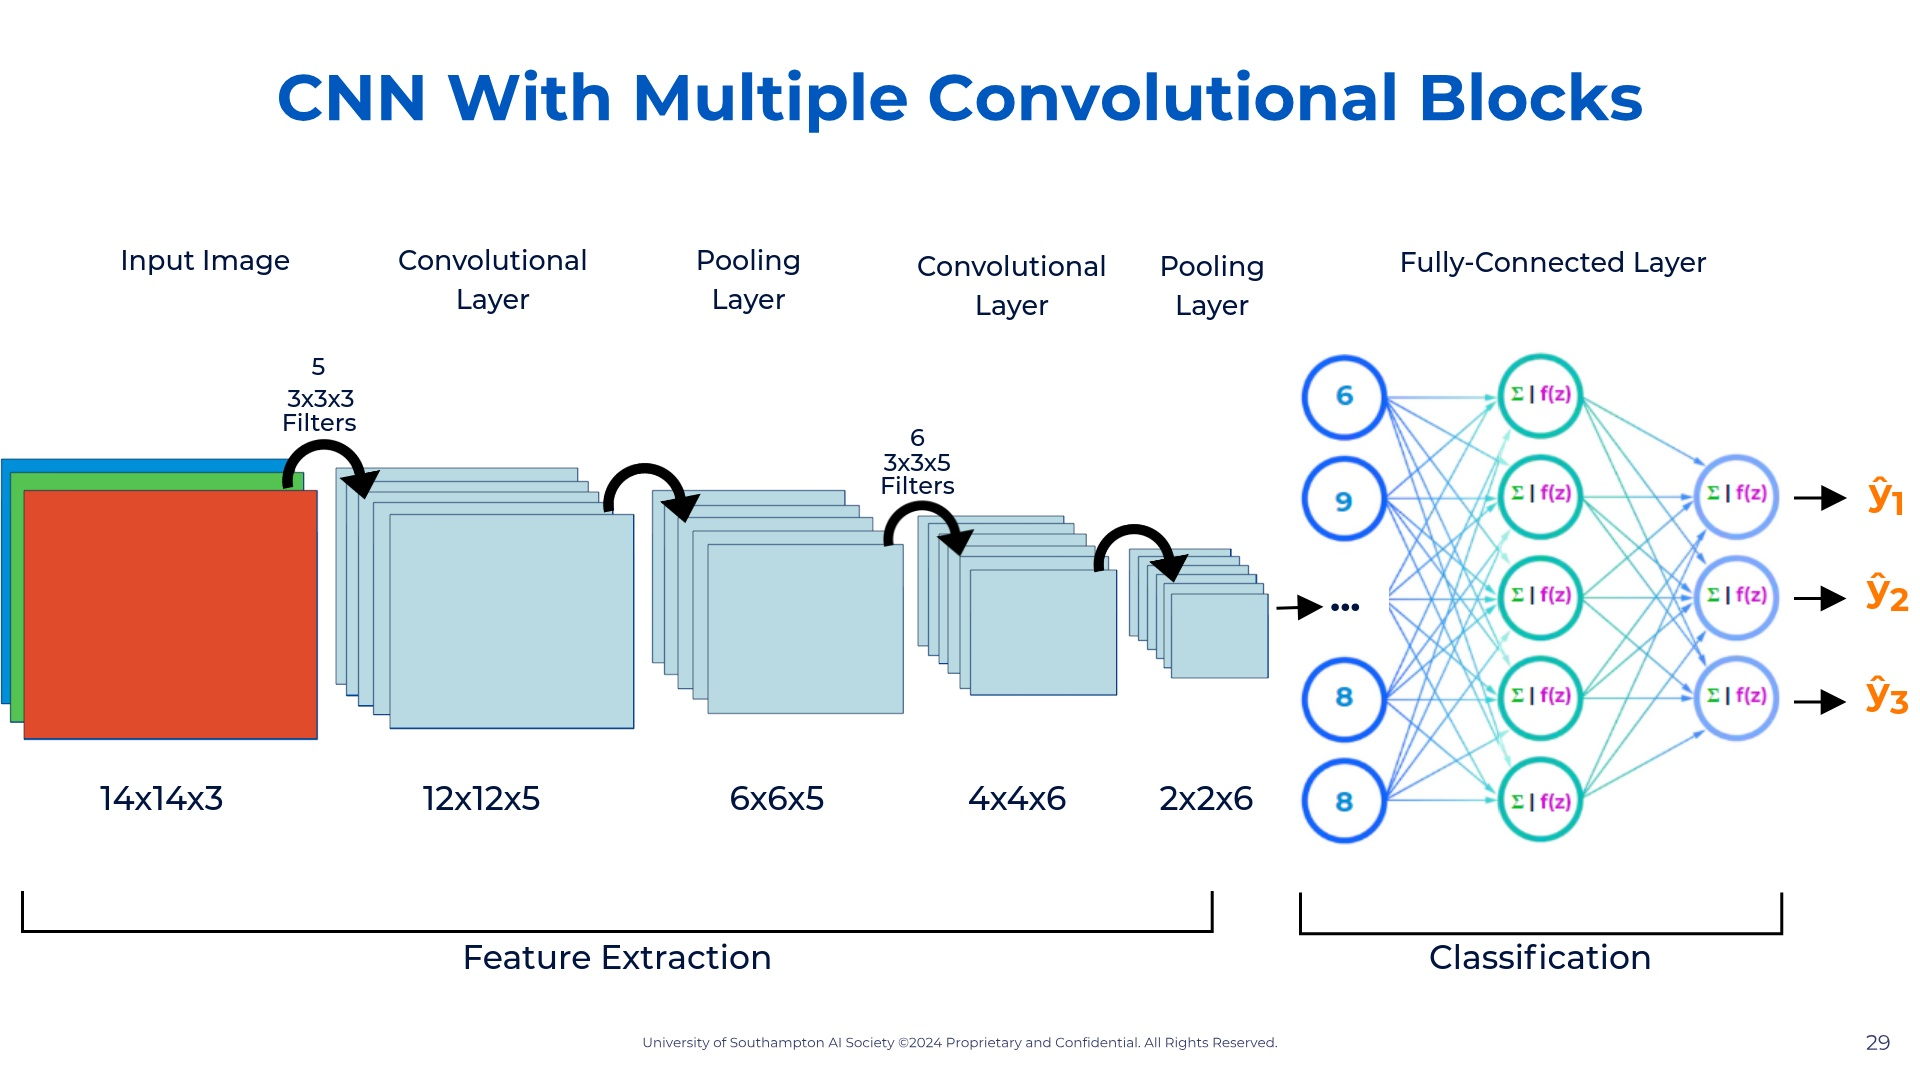 CNN With Multiple Convolutional Blocks
Input Image
Convolutional
Layer
Pooling
Layer
Convolutional
Layer
Pooling
Layer
Fully-Connected Layer
5
3x3x3
Filters
6
3x3x5
Filters
6
9
...
8
8
Σ | f(z)
Σ | f(z)
Σ | f(z)
Σ | f(z)
Σ | f(z)
Σ | f(z)
Σ | f(z)
Σ | f(z)
ŷ1
ŷ2
ŷ3
14x14x3
12x12x5
6x6x5
4x4x6
2x2x6
Feature Extraction
Classification
University of Southampton AI Society ©2024 Proprietary and Confidential. All Rights Reserved.
29